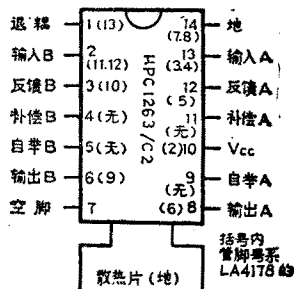 退耦 1 (13) 14 (7.8) 地
输入B 2 (11.12) 13 (3.4) 输入A
反馈B 3 (10) 12 (5) 反馈A
补偿B 4 (无) 11 (无) 补偿A
自举B 5 (无) (2) 10 Vcc
输出B 6 (9) 9 (无) 自举A
空脚 7 (6) 8 输出A
μPC1263/C2
散热片(地)
括号内
管脚号系
LA4178的